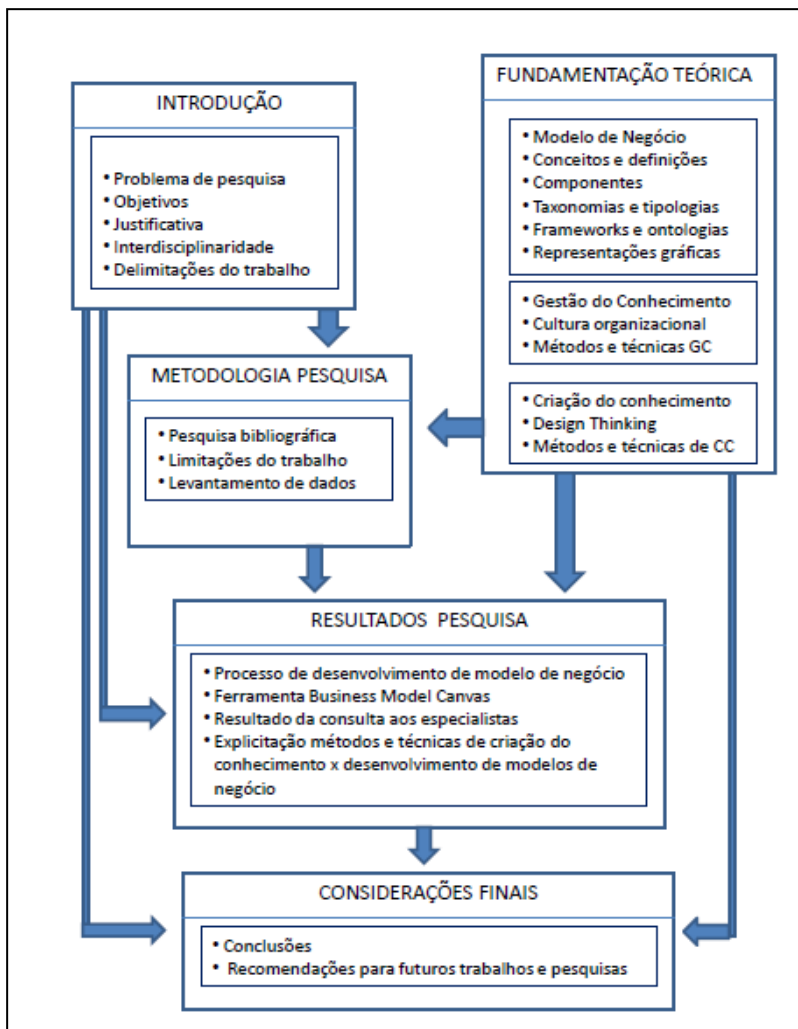 INTRODUÇÃO
• Problema de pesquisa
• Objetivos
• Justificativa
• Interdisciplinaridade
• Delimitações do trabalho
FUNDAMENTAÇÃO TEÓRICA
• Modelo de Negócio
• Conceitos e definições
• Componentes
• Taxonomias e tipologias
• Frameworks e ontologias
• Representações gráficas
• Gestão do Conhecimento
• Cultura organizacional
• Métodos e técnicas GC
• Criação do conhecimento
• Design Thinking
• Métodos e técnicas de CC
METODOLOGIA PESQUISA
• Pesquisa bibliográfica
• Limitações do trabalho
• Levantamento de dados
RESULTADOS PESQUISA
• Processo de desenvolvimento de modelo de negócio
• Ferramenta Business Model Canvas
• Resultado da consulta aos especialistas
• Explicitação métodos e técnicas de criação do
conhecimento x desenvolvimento de modelos de
negócio
CONSIDERAÇÕES FINAIS
• Conclusões
• Recomendações para futuros trabalhos e pesquisas